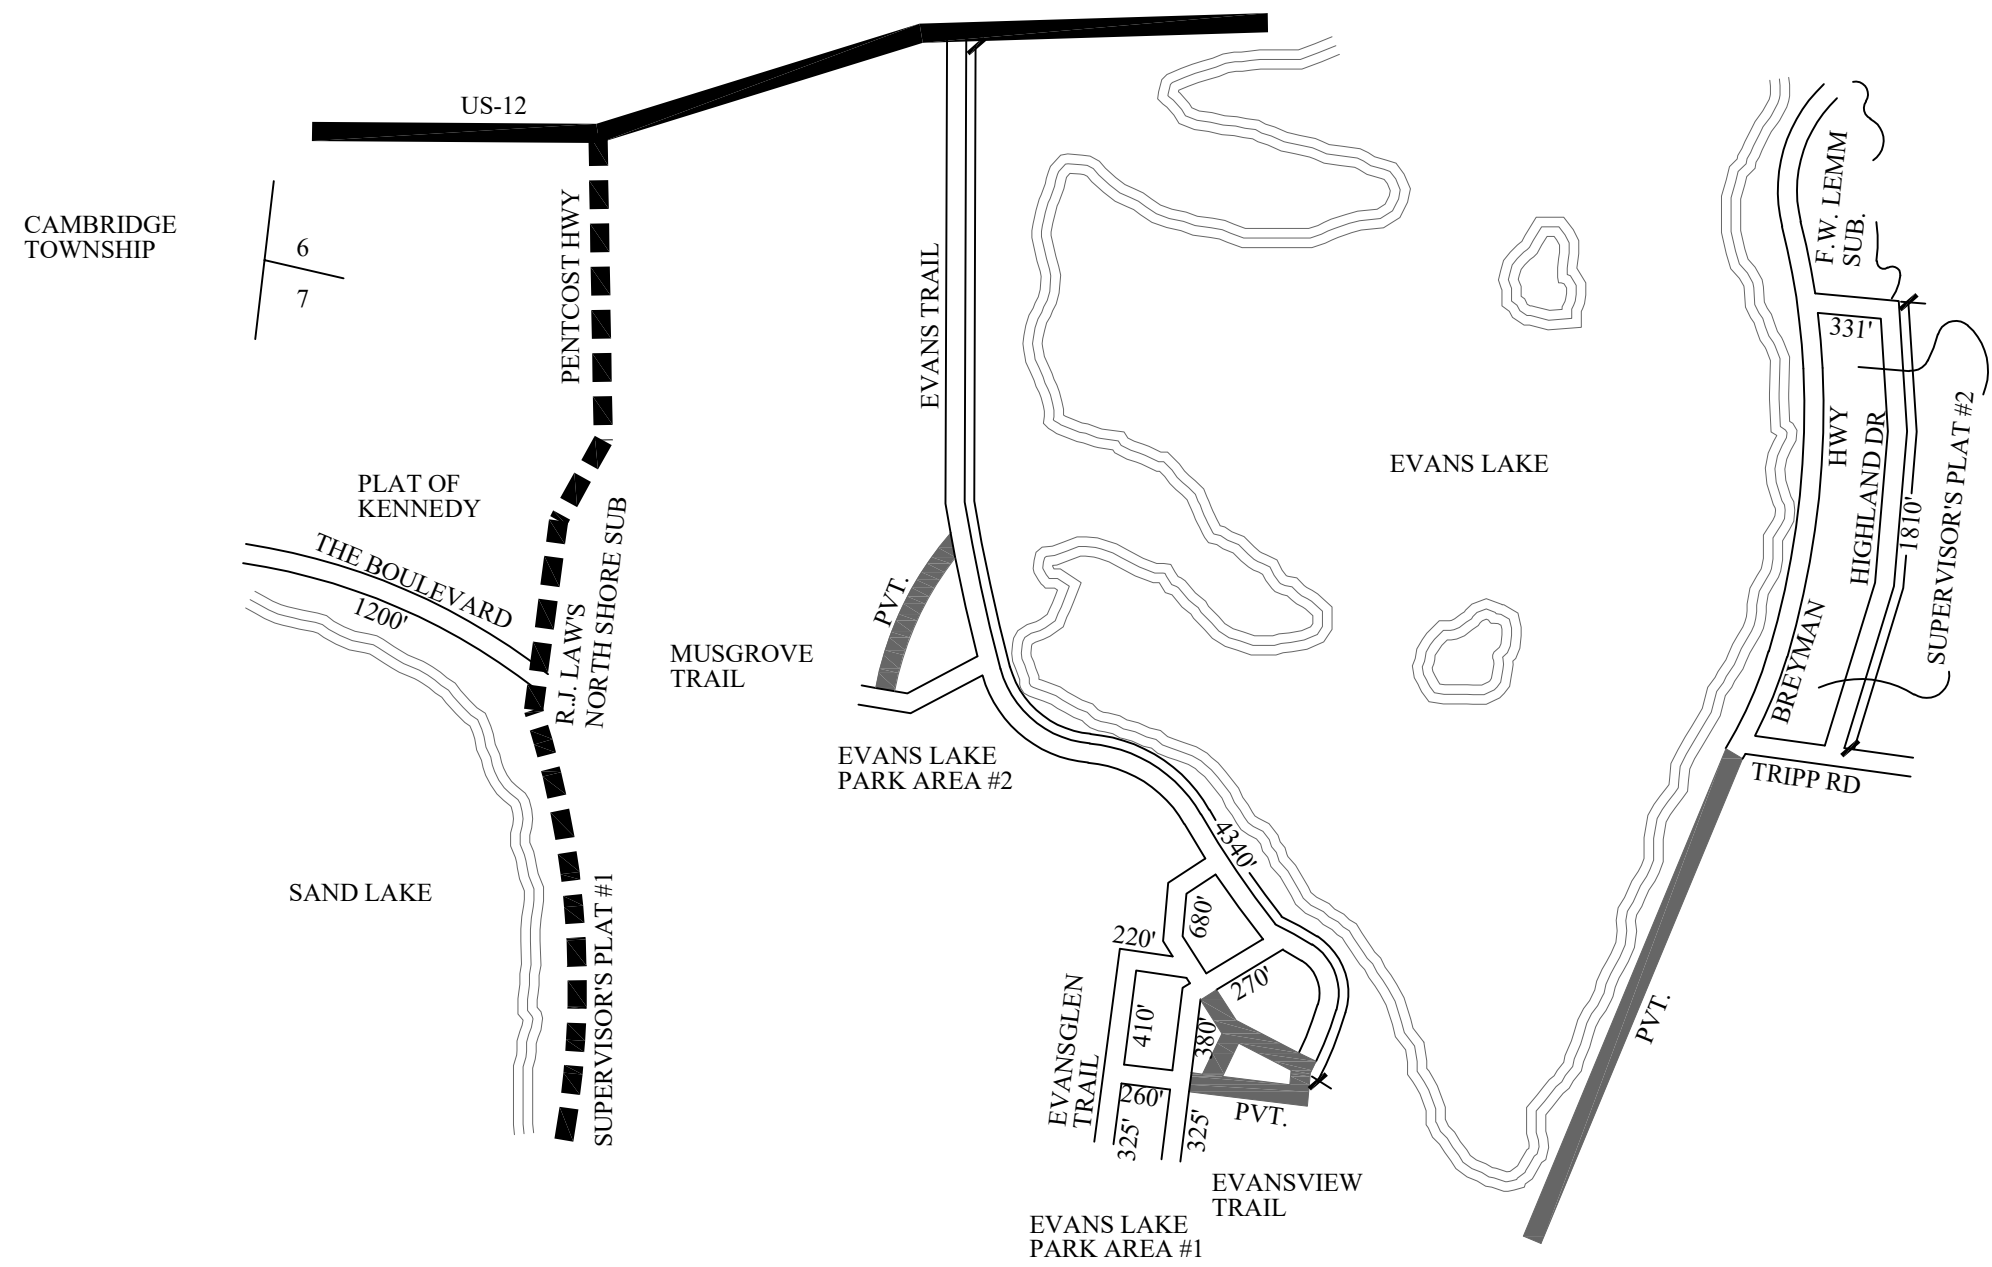 US-12
CAMBRIDGE
TOWNSHIP
6
7
PENTCOST HWY
EVANS TRAIL
F.W. LEMM
SUB.
331'
HWY
HIGHLAND DR
1810'
SUPERVISOR'S PLAT #2
BREYMAN
TRIPP RD
EVANS LAKE
PLAT OF
KENNEDY
THE BOULEVARD
1200'
R.J. LAW'S
NORTH SHORE SUB
PVT.
MUSGROVE
TRAIL
EVANS LAKE
PARK AREA #2
SAND LAKE
SUPERVISOR'S PLAT #1
4340'
680'
220'
270'
EVANSGLEN
TRAIL
410'
380'
260'
325'
325'
PVT.
PVT.
EVANSVIEW
TRAIL
EVANS LAKE
PARK AREA #1